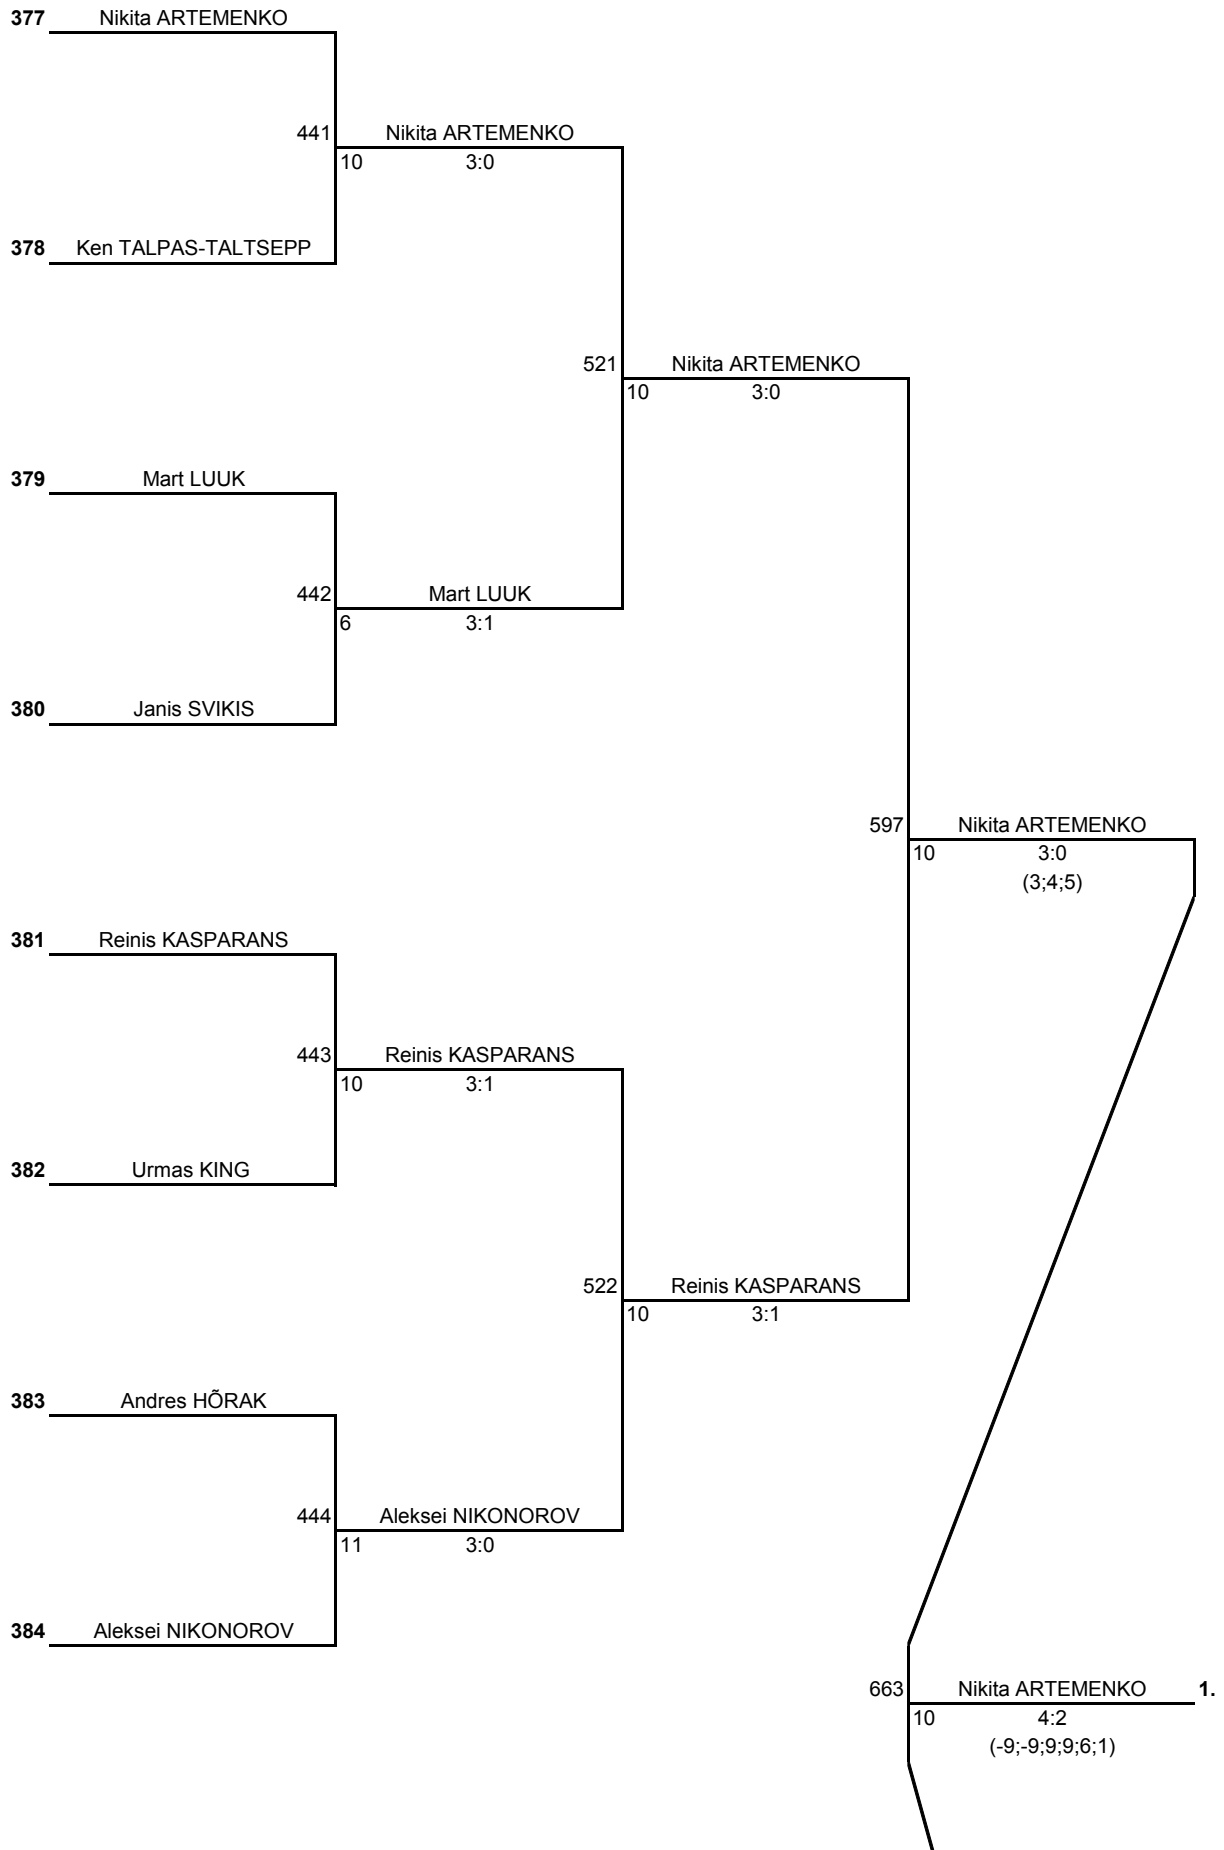 377 Nikita ARTEMENKO
441 Nikita ARTEMENKO
10 3:0
378 Ken TALPAS-TALTSEPP
521 Nikita ARTEMENKO
10 3:0
379 Mart LUUK
442 Mart LUUK
6 3:1
380 Janis SVIKIS
597 Nikita ARTEMENKO
10 3:0
(3;4;5)
381 Reinis KASPARANS
443 Reinis KASPARANS
10 3:1
382 Urmas KING
522 Reinis KASPARANS
10 3:1
383 Andres HÕRAK
444 Aleksei NIKONOROV
11 3:0
384 Aleksei NIKONOROV
663 Nikita ARTEMENKO 1.
10 4:2
(-9;-9;9;9;6;1)